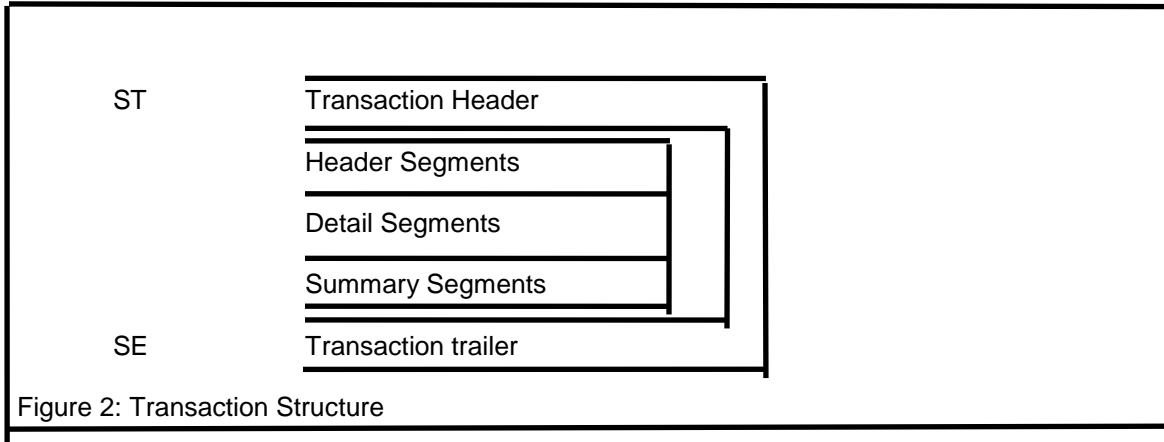 ST Transaction Header
Header Segments
Detail Segments
Summary Segments
SE Transaction trailer
Figure 2: Transaction Structure